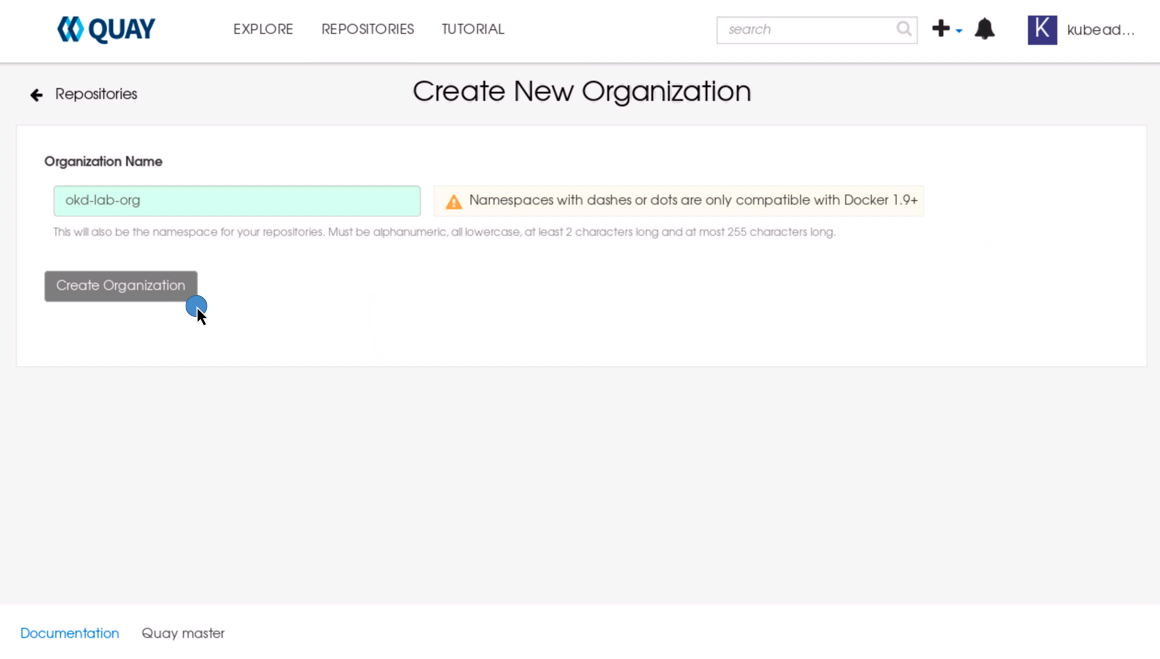 QUAY EXPLORE REPOSITORIES TUTORIAL search K kubead...
Repositories Create New Organization
Organization Name
okd-lab-org Namespaces with dashes or dots are only compatible with Docker 1.9+
This will also be the namespace for your repositories. Must be alphanumeric, all lowercase, at least 2 characters long and at most 255 characters long.
Create Organization
Documentation Quay master